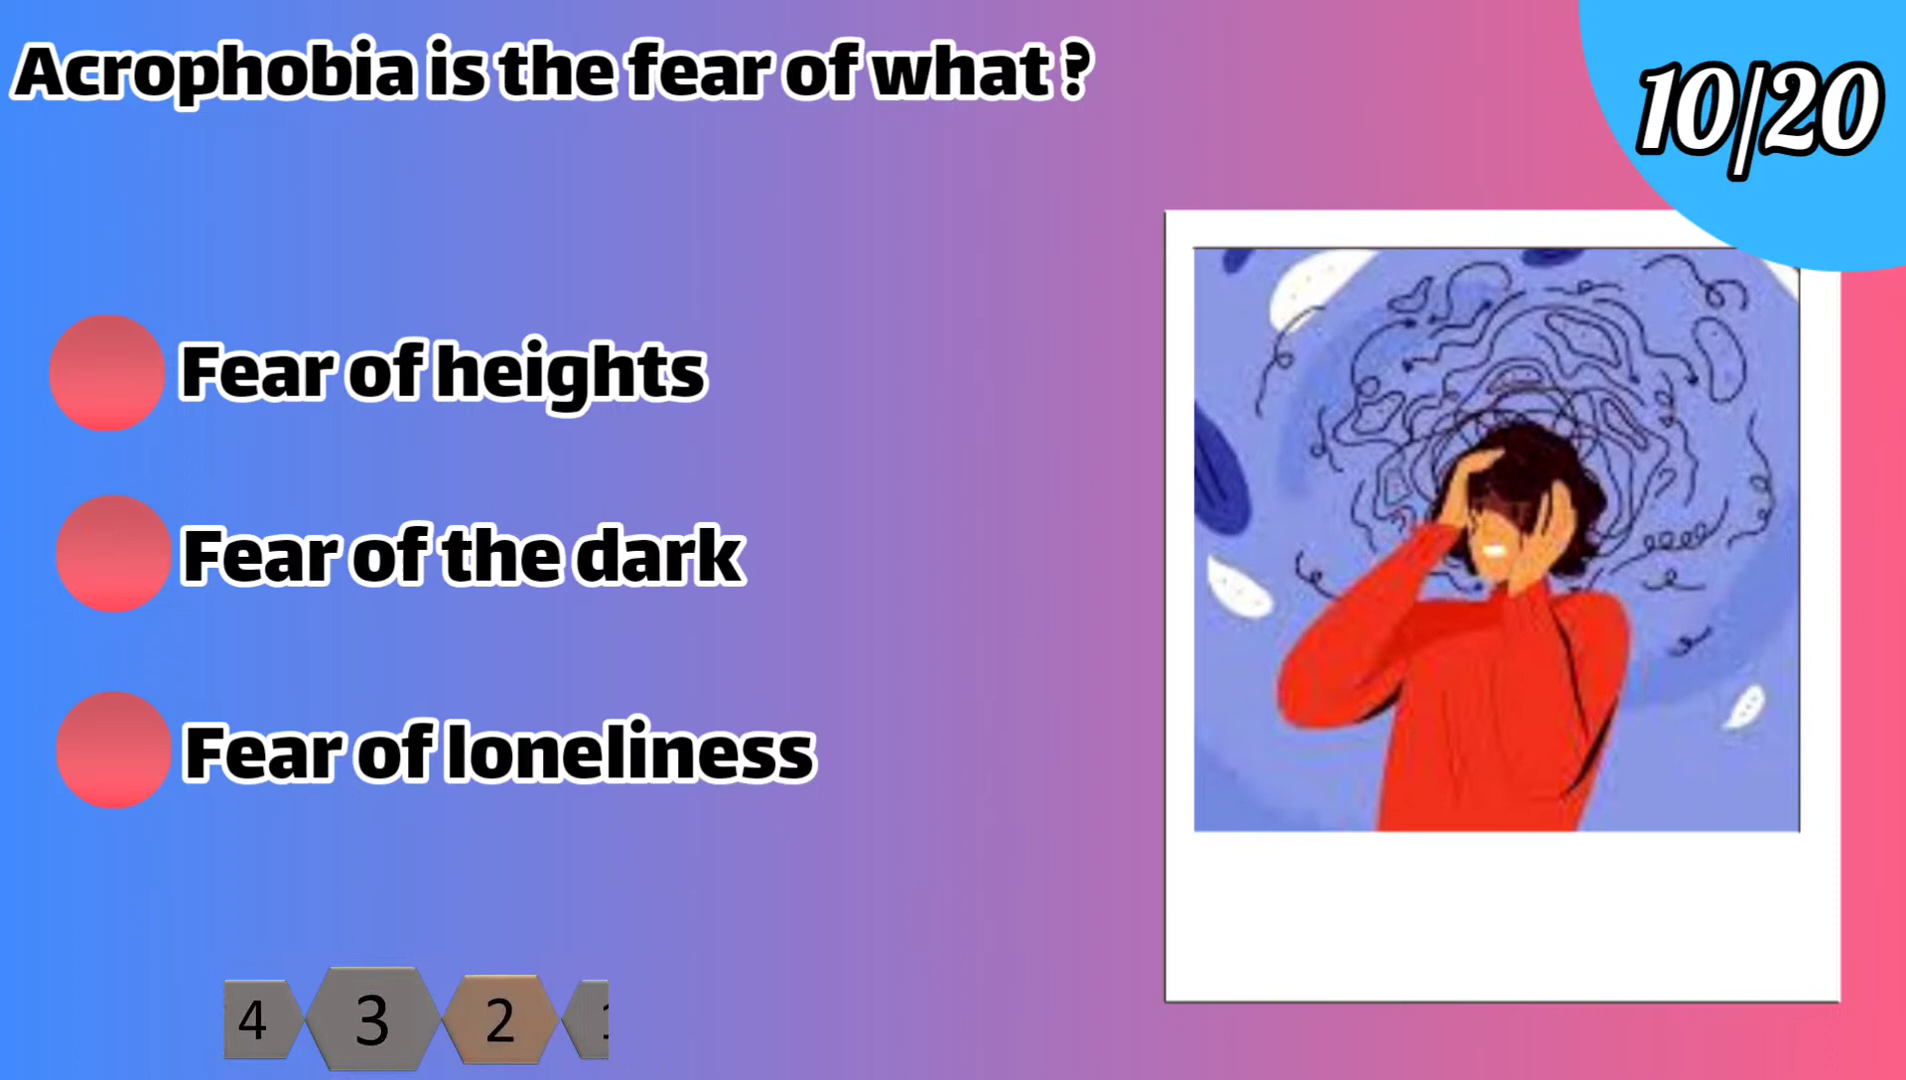 Acrophobia is the fear of what ?
10/20
Fear of heights
Fear of the dark
Fear of loneliness
4 3 2